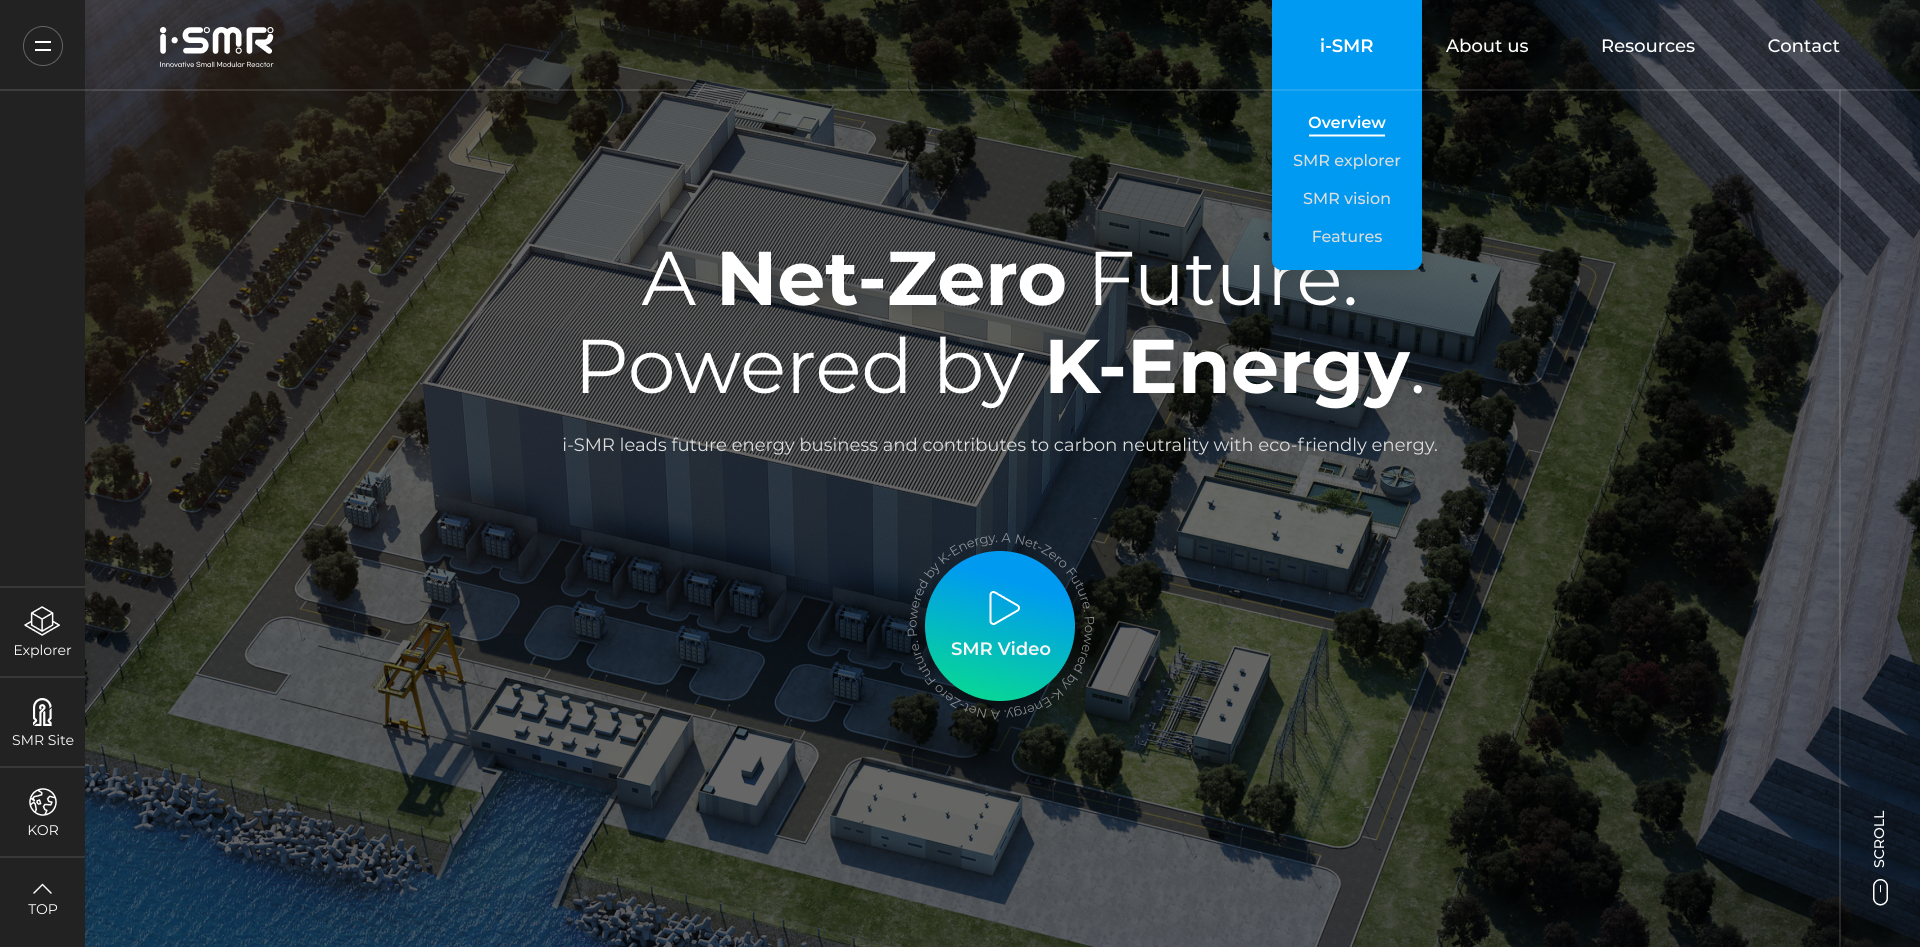 i-SMR
Innovative Small Modular Reactor
i-SMR
About us
Resources
Contact
Overview
SMR explorer
SMR vision
Features
A Net-Zero Future.
Powered by K-Energy.
i-SMR leads future energy business and contributes to carbon neutrality with eco-friendly energy.
A Net-Zero Future. Powered by K-Energy. A Net-Zero Future. Powered by K-Energy.
SMR Video
Explorer
SMR Site
KOR
TOP
SCROLL